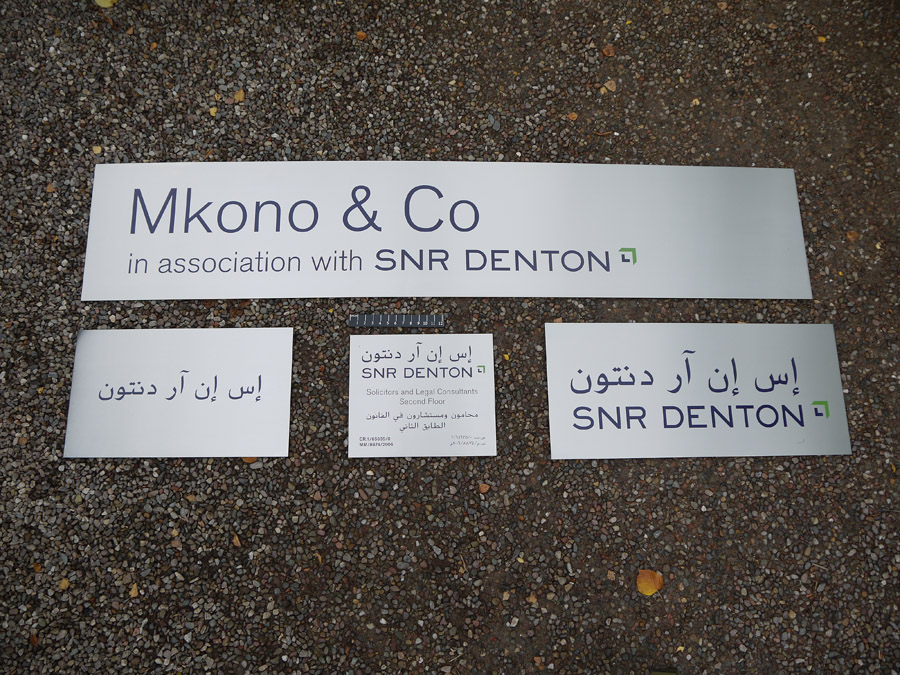 Mkono & Co
in association with SNR DENTON
إس إن آر دنتون
إس إن آر دنتون
SNR DENTON
Solicitors and Legal Consultants
Second Floor
محامون ومستشارون في القانون
الطابق الثاني
إس إن آر دنتون
SNR DENTON